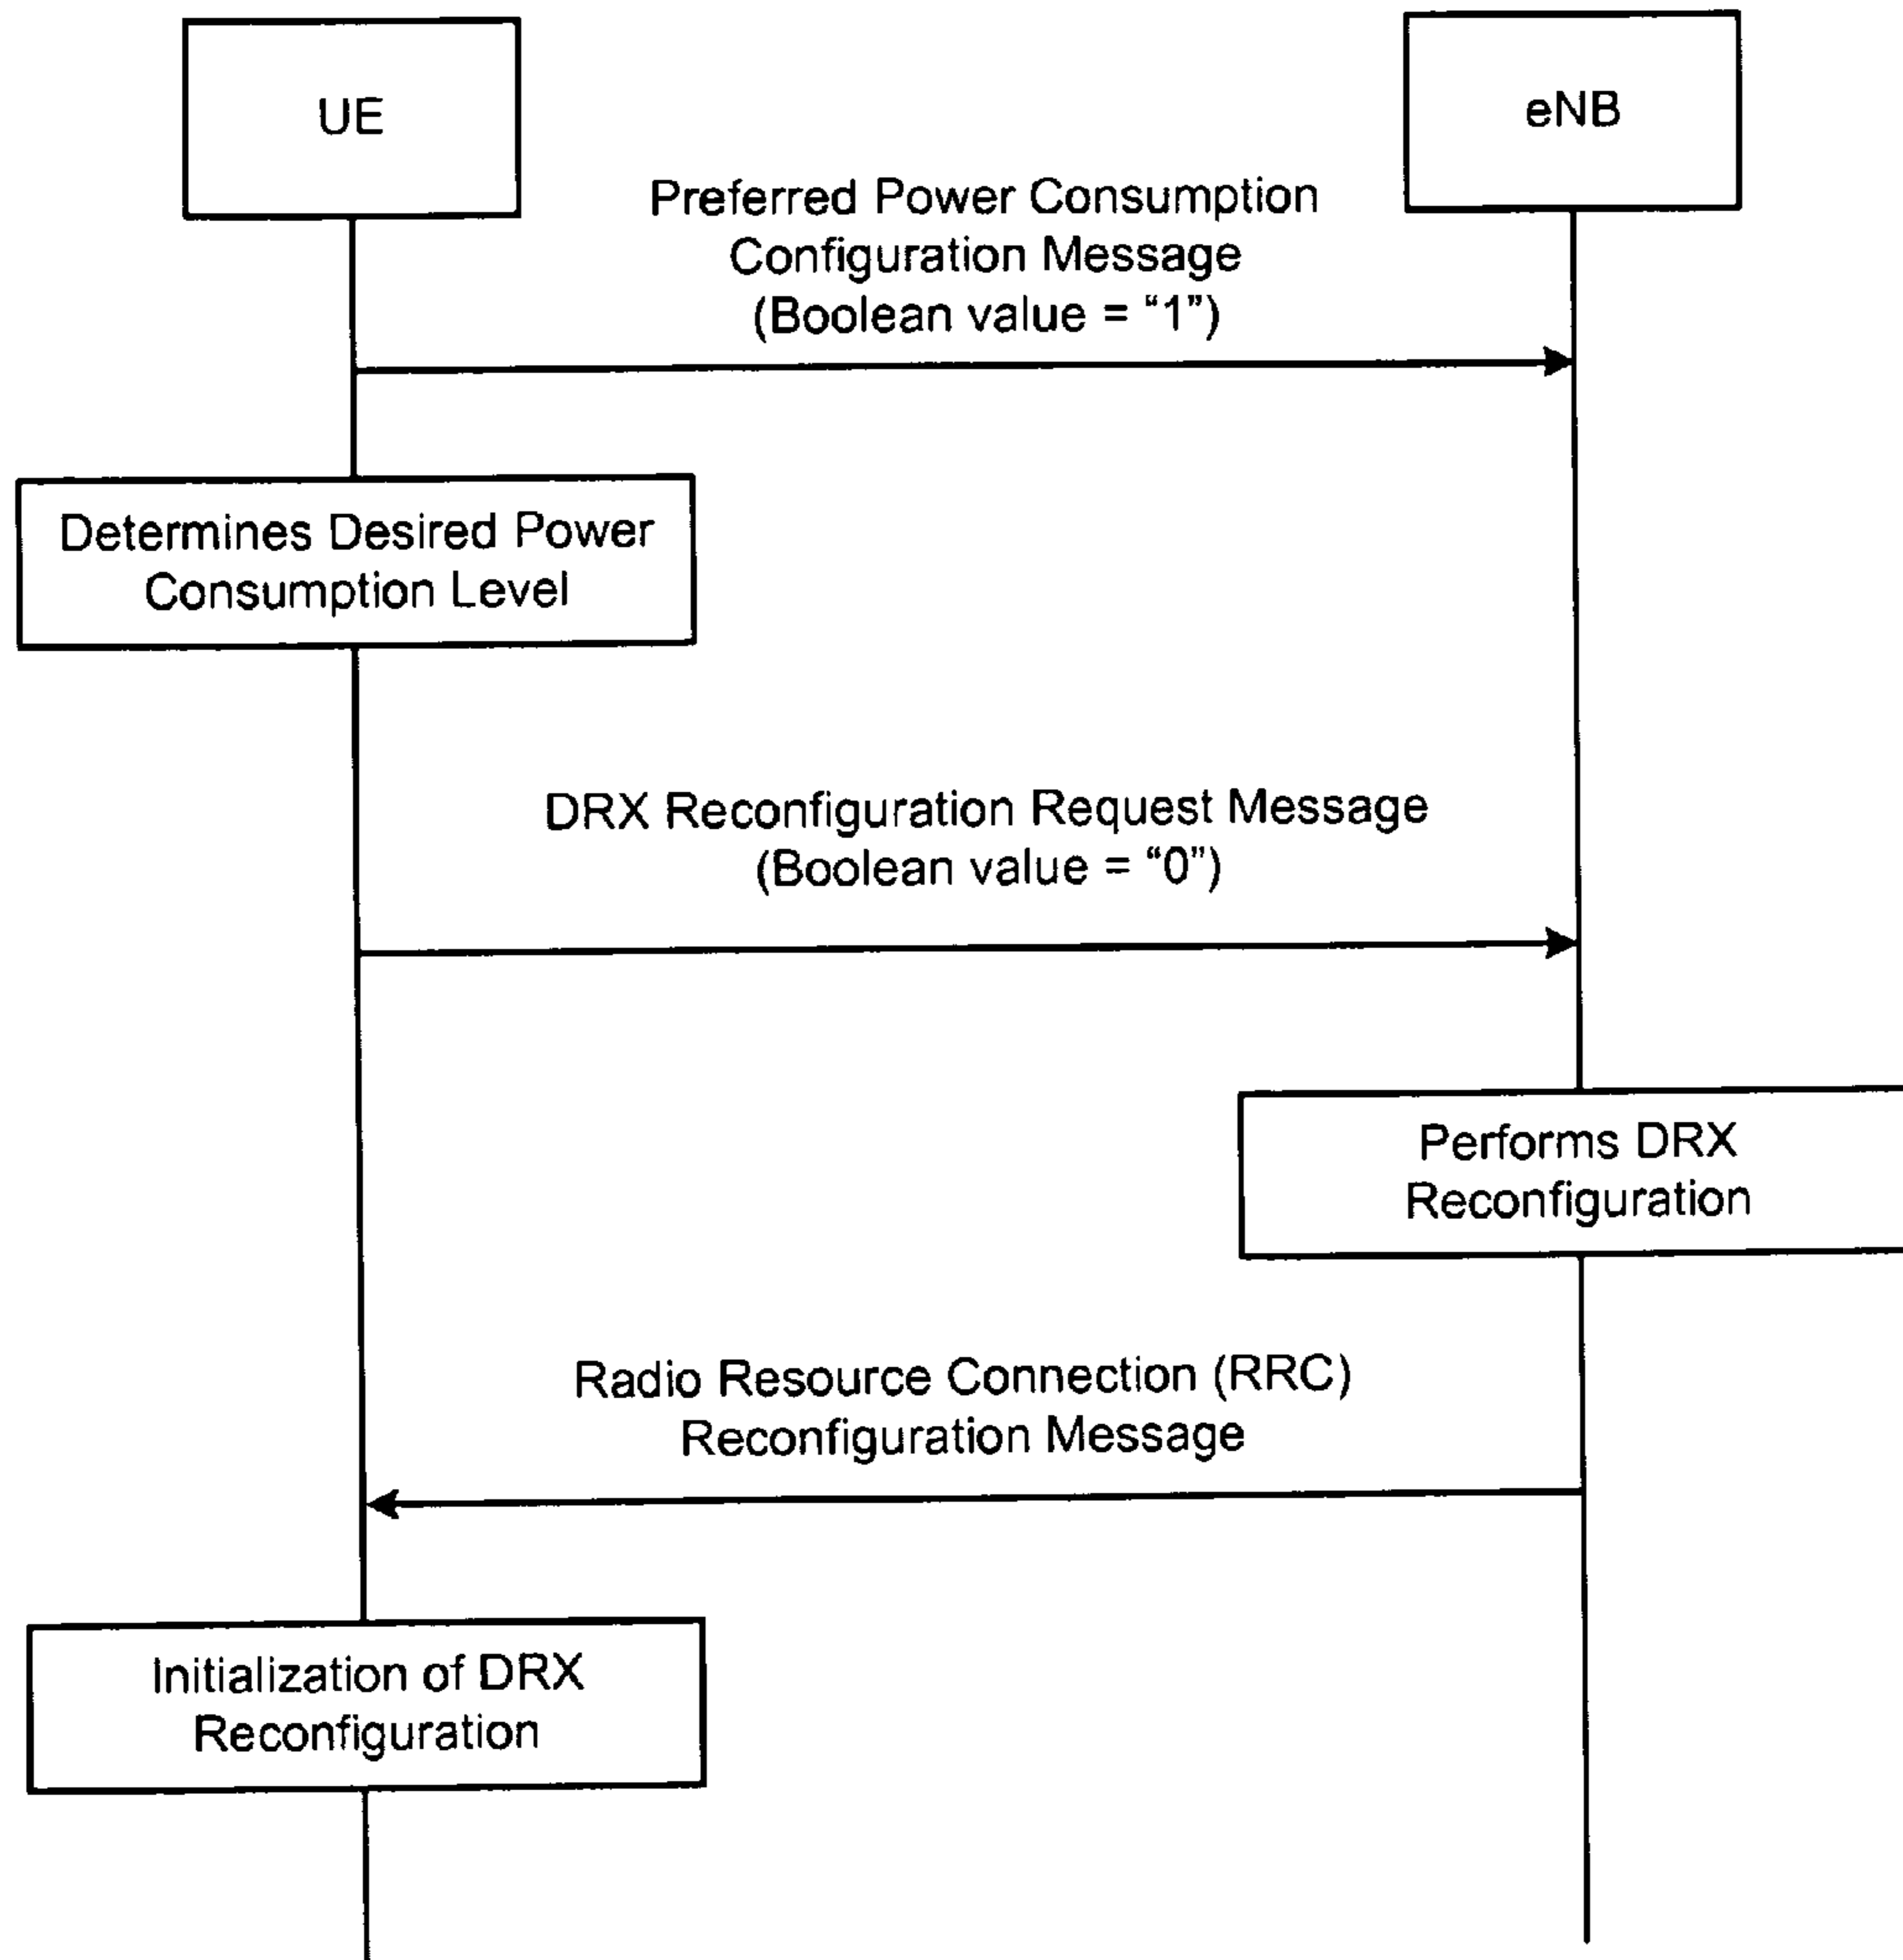 UE
eNB
Preferred Power Consumption
Configuration Message
(Boolean value = “1”)
Determines Desired Power
Consumption Level
DRX Reconfiguration Request Message
(Boolean value = “0”)
Performs DRX
Reconfiguration
Radio Resource Connection (RRC)
Reconfiguration Message
Initialization of DRX
Reconfiguration